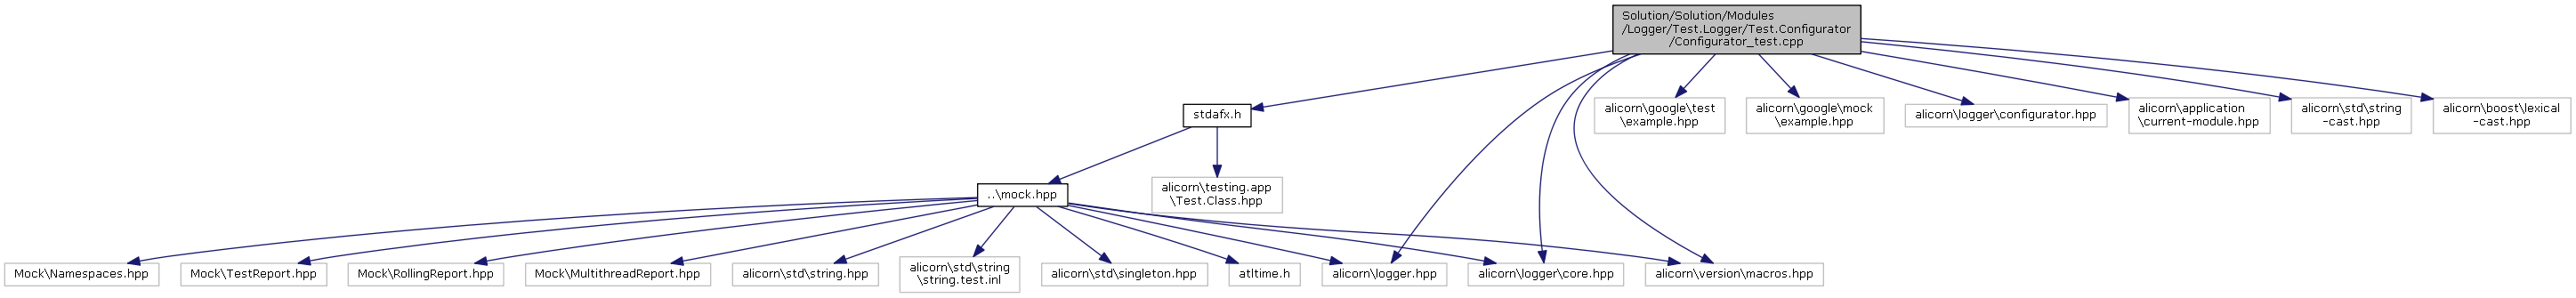 Solution/Solution/Modules
/Logger/Test.Logger/Test.Configurator
/Configurator_test.cpp
stdafx.h
alicorn\google\test
\example.hpp
alicorn\google\mock
\example.hpp
alicorn\logger\configurator.hpp
alicorn\application
\current-module.hpp
alicorn\std\string
-cast.hpp
alicorn\boost\lexical
-cast.hpp
..\mock.hpp
alicorn\testing.app
\Test.Class.hpp
Mock\Namespaces.hpp
Mock\TestReport.hpp
Mock\RollingReport.hpp
Mock\MultithreadReport.hpp
alicorn\std\string.hpp
alicorn\std\string
\string.test.inl
alicorn\std\singleton.hpp
atltime.h
alicorn\logger.hpp
alicorn\logger\core.hpp
alicorn\version\macros.hpp